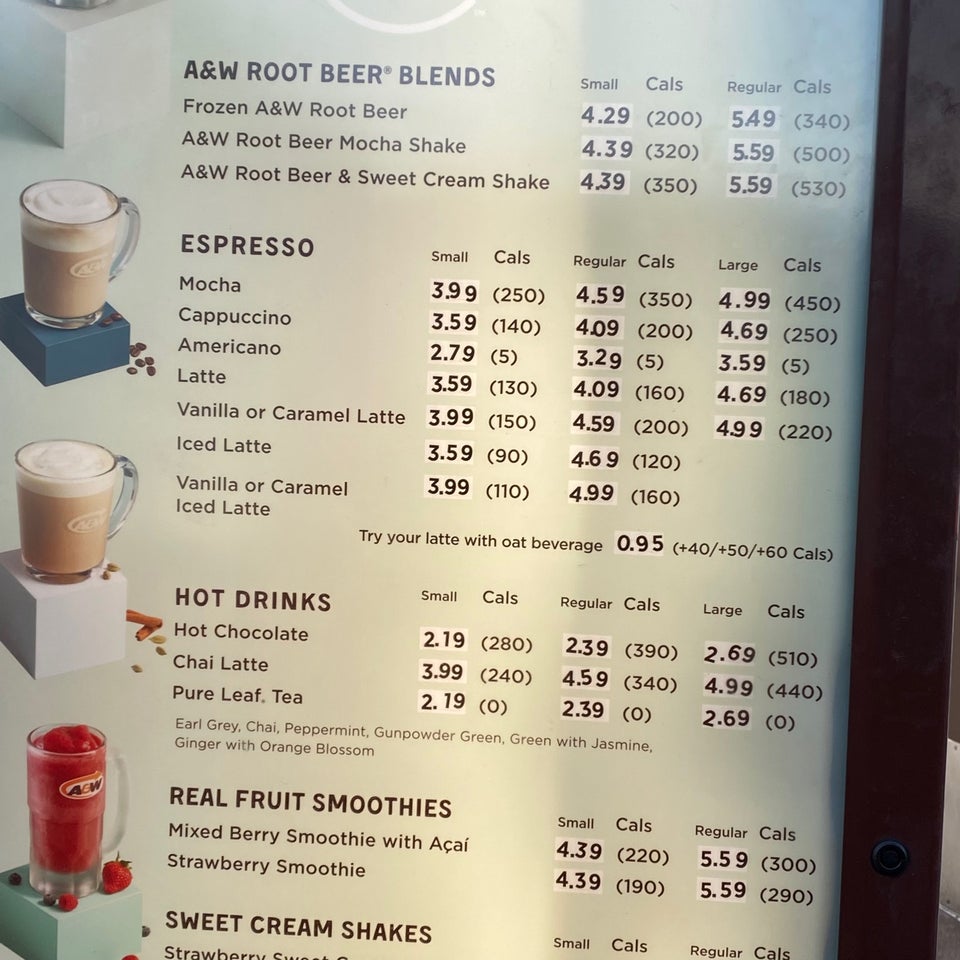 A&W ROOT BEER® BLENDS Small Cals Regular Cals
Frozen A&W Root Beer 4.29 (200) 5.49 (340)
A&W Root Beer Mocha Shake 4.39 (320) 5.59 (500)
A&W Root Beer & Sweet Cream Shake 4.39 (350) 5.59 (530)
ESPRESSO Small Cals Regular Cals Large Cals
Mocha 3.99 (250) 4.59 (350) 4.99 (450)
Cappuccino 3.59 (140) 4.09 (200) 4.69 (250)
Americano 2.79 (5) 3.29 (5) 3.59 (5)
Latte 3.59 (130) 4.09 (160) 4.69 (180)
Vanilla or Caramel Latte 3.99 (150) 4.59 (200) 4.99 (220)
Iced Latte 3.59 (90) 4.69 (120)
Vanilla or Caramel 3.99 (110) 4.99 (160)
Iced Latte
Try your latte with oat beverage 0.95 (+40/+50/+60 Cals)
HOT DRINKS Small Cals Regular Cals Large Cals
Hot Chocolate 2.19 (280) 2.39 (390) 2.69 (510)
Chai Latte 3.99 (240) 4.59 (340) 4.99 (440)
Pure Leaf® Tea 2.19 (0) 2.39 (0) 2.69 (0)
Earl Grey, Chai, Peppermint, Gunpowder Green, Green with Jasmine,
Ginger with Orange Blossom
REAL FRUIT SMOOTHIES Small Cals Regular Cals
Mixed Berry Smoothie with Açaí 4.39 (220) 5.59 (300)
Strawberry Smoothie 4.39 (190) 5.59 (290)
SWEET CREAM SHAKES Small Cals Regular Cals
Strawberry Sweet
A&W
A&W
A&W